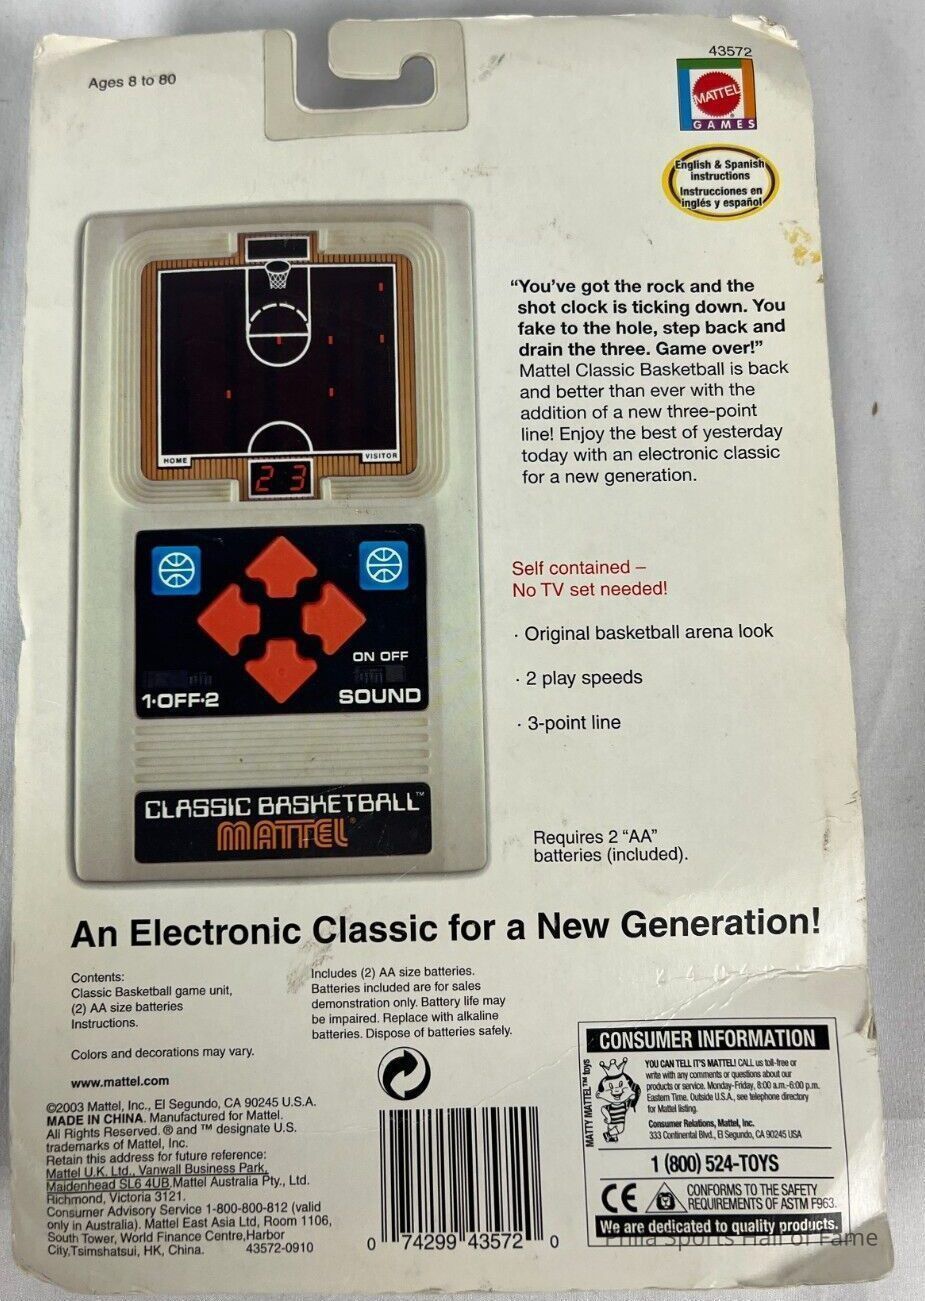 Ages 8 to 80
43572
MATTEL
GAMES
English & Spanish
instructions
Instrucciones en
inglés y español
"You've got the rock and the
shot clock is ticking down. You
fake to the hole, step back and
drain the three. Game over!"
Mattel Classic Basketball is back
and better than ever with the
addition of a new three-point
line! Enjoy the best of yesterday
today with an electronic classic
for a new generation.
HOME
VISITOR
2 3
ON OFF
1·OFF·2
SOUND
CLASSIC BASKETBALL™
MATTEL®
Self contained –
No TV set needed!
· Original basketball arena look
· 2 play speeds
· 3-point line
Requires 2 "AA"
batteries (included).
An Electronic Classic for a New Generation!
Contents:
Classic Basketball game unit,
(2) AA size batteries
Instructions.
Colors and decorations may vary.
www.mattel.com
Includes (2) AA size batteries.
Batteries included are for sales
demonstration only. Battery life may
be impaired. Replace with alkaline
batteries. Dispose of batteries safely.
©2003 Mattel, Inc., El Segundo, CA 90245 U.S.A.
MADE IN CHINA. Manufactured for Mattel.
All Rights Reserved. ® and ™ designate U.S.
trademarks of Mattel, Inc.
Retain this address for future reference:
Mattel U.K. Ltd., Vanwall Business Park,
Maidenhead SL6 4UB. Mattel Australia Pty., Ltd.
Richmond, Victoria 3121.
Consumer Advisory Service 1-800-800-812 (valid
only in Australia). Mattel East Asia Ltd, Room 1106,
South Tower, World Finance Centre,Harbor
City,Tsimshatsui, HK, China. 43572-0910
0 74299 43572 0
CONSUMER INFORMATION
MATTY MATTEL™ toys
YOU CAN TELL IT'S MATTEL! CALL us toll-free or
write with any comments or questions about our
products or service. Monday-Friday, 8:00 a.m.-6:00 p.m.
Eastern Time. Outside U.S.A., see telephone directory
for Mattel listing.
Consumer Relations, Mattel, Inc.
333 Continental Blvd., El Segundo, CA 90245 USA
1 (800) 524-TOYS
CE
CONFORMS TO THE SAFETY
REQUIREMENTS OF ASTM F963.
We are dedicated to quality products.
Phila Sports Hall of Fame